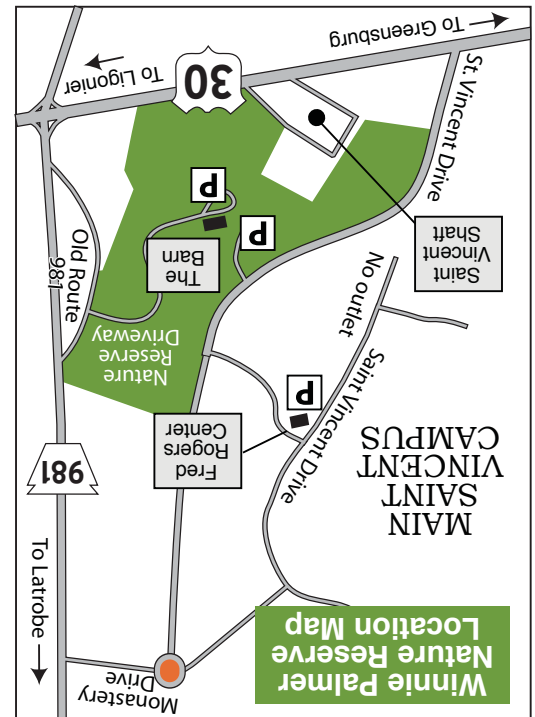 Winnie Palmer
Nature Reserve
Location Map
Monastery
Drive
To Latrobe
MAIN
SAINT
VINCENT
CAMPUS
Fred
Rogers
Center
981
P
Saint Vincent Drive
No outlet
Nature
Reserve
Driveway
Old Route
981
The
Barn
P
P
Saint
Vincent
Shaft
St. Vincent Drive
30
To Ligonier
To Greensburg